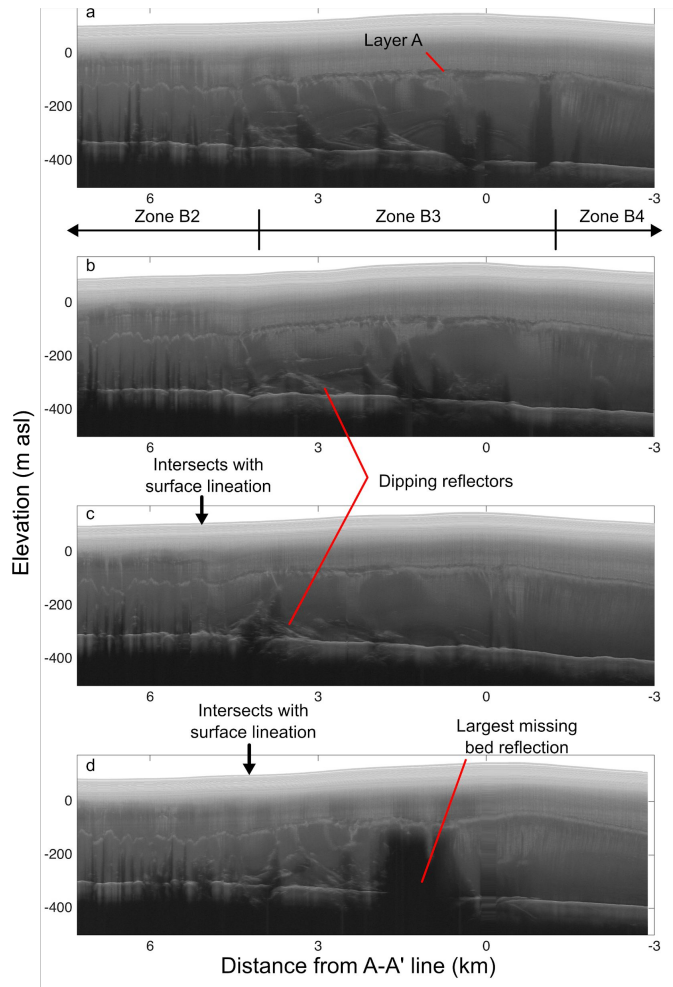 a
Layer A
0
-200
-400
6 3 0 -3
Zone B2 Zone B3 Zone B4
b
0
-200
-400
6 3 0 -3
Elevation (m asl)
Intersects with
surface lineation
Dipping reflectors
c
0
-200
-400
6 3 0 -3
Intersects with
surface lineation
Largest missing
bed reflection
d
0
-200
-400
6 3 0 -3
Distance from A-A' line (km)